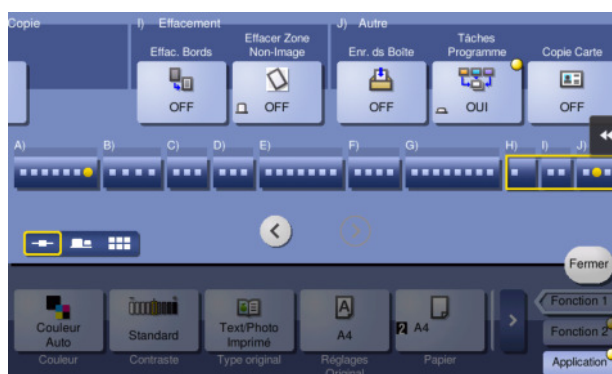 Copie
I) Effacement
J) Autre
Effac. Bords
Effacer Zone
Non-Image
Enr. ds Boîte
Tâches
Programme
Copie Carte
OFF
OFF
OFF
OUI
OFF
A)
B)
C)
D)
E)
F)
G)
H)
I)
J)
Fermer
Couleur
Auto
Standard
Text/Photo
Imprimé
A4
2 A4
Fonction 1
Fonction 2
Application
Couleur
Contraste
Type original
Réglages
Original
Papier